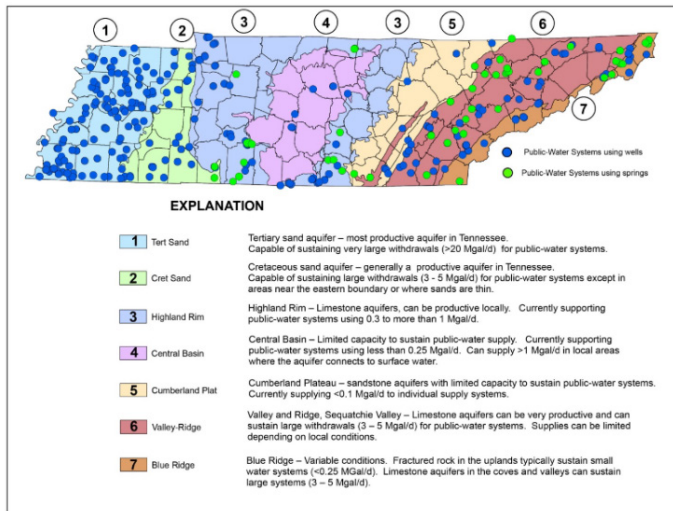 1
2
3
4
3
5
6
7
Public-Water Systems using wells
Public-Water Systems using springs
EXPLANATION
1 Tert Sand
Tertiary sand aquifer – most productive aquifer in Tennessee.
Capable of sustaining very large withdrawals (>20 Mgal/d) for public-water systems.
2 Cret Sand
Cretaceous sand aquifer – generally a productive aquifer in Tennessee.
Capable of sustaining large withdrawals (3 - 5 Mgal/d) for public-water systems except in
areas near the eastern boundary or where sands are thin.
3 Highland Rim
Highland Rim – Limestone aquifers, can be productive locally. Currently supporting
public-water systems using 0.3 to more than 1 Mgal/d.
4 Central Basin
Central Basin – Limited capacity to sustain public-water supply. Currently supporting
public-water systems using less than 0.25 Mgal/d. Can supply >1 Mgal/d in local areas
where the aquifer connects to surface water.
5 Cumberland Plat
Cumberland Plateau – sandstone aquifers with limited capacity to sustain public-water systems.
Currently supplying <0.1 Mgal/d to individual supply systems.
6 Valley-Ridge
Valley and Ridge, Sequatchie Valley – Limestone aquifers can be very productive and can
sustain large withdrawals (3 – 5 Mgal/d) for public-water systems. Supplies can be limited
depending on local conditions.
7 Blue Ridge
Blue Ridge – Variable conditions. Fractured rock in the uplands typically sustain small
water systems (<0.25 MGal/d). Limestone aquifers in the coves and valleys can sustain
large systems (3 – 5 Mgal/d).